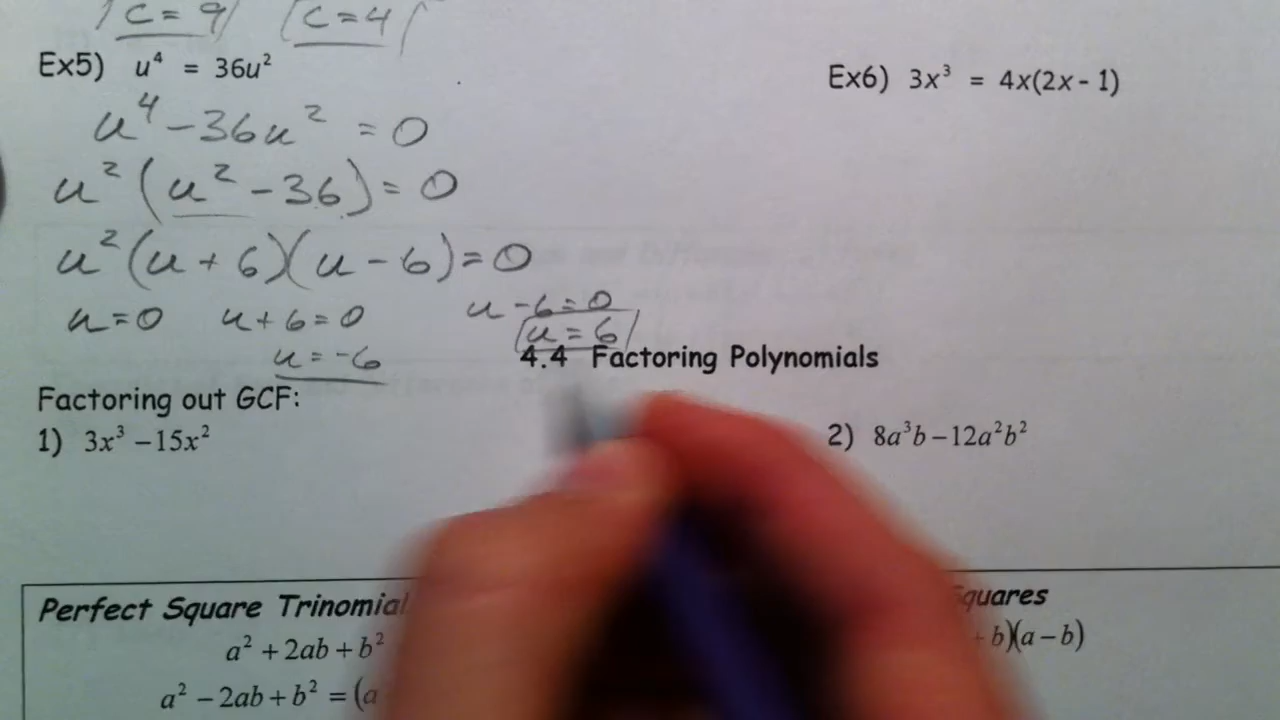 c = 9 c = 4
Ex5) u⁴ = 36u²
Ex6) 3x³ = 4x(2x - 1)
u⁴ - 36u² = 0
u²(u² - 36) = 0
u²(u + 6)(u - 6) = 0
u = 0 u + 6 = 0 u - 6 = 0
u = -6 u = 6
4.4 Factoring Polynomials
Factoring out GCF:
1) 3x³ - 15x²
2) 8a³b - 12a²b²
Perfect Square Trinomial
a² + 2ab + b²
a² - 2ab + b² = (a
quares
+ b)(a - b)